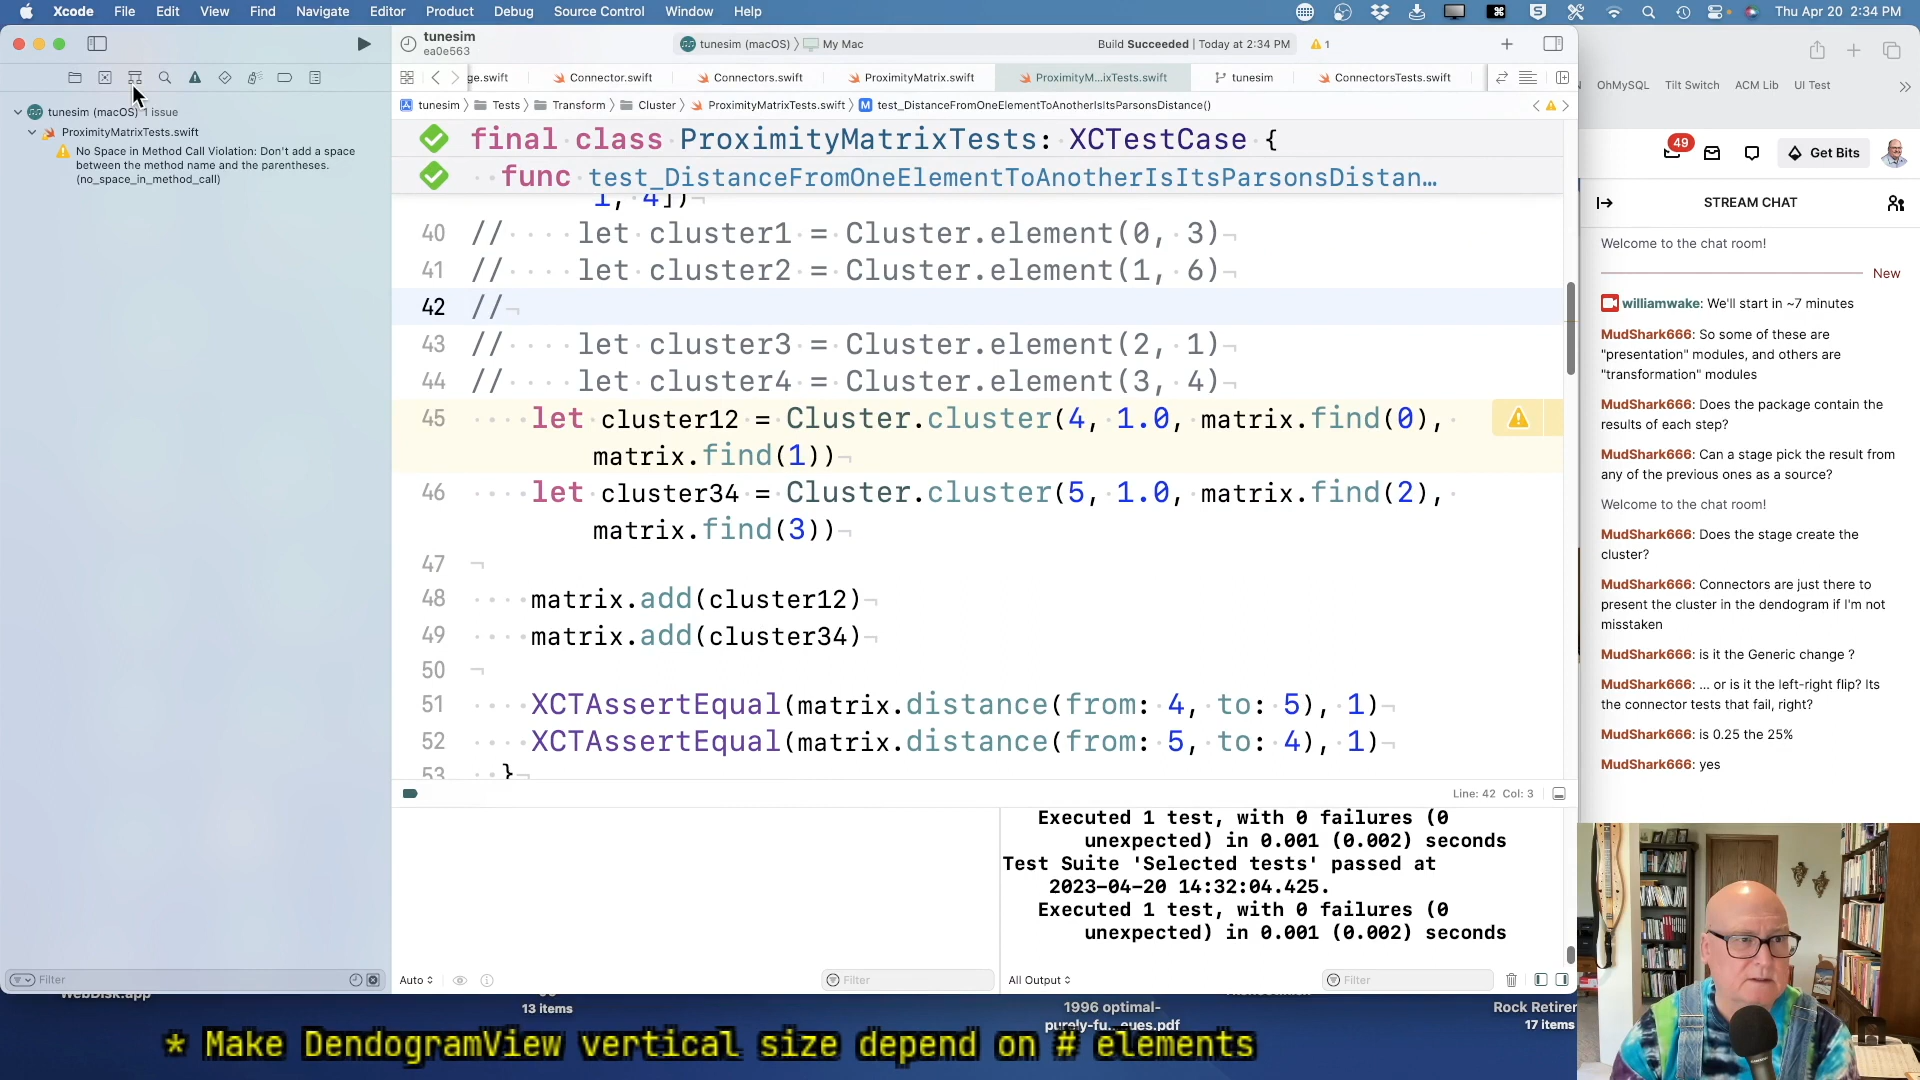 Xcode File Edit View Find Navigate Editor Product Debug Source Control Window Help Thu Apr 20 2:34 PM
tunesim
ea0e563
tunesim (macOS) 〉 My Mac Build Succeeded | Today at 2:34 PM 1
ge.swift Connector.swift Connectors.swift ProximityMatrix.swift ProximityM...ixTests.swift tunesim ConnectorsTests.swift
tunesim 〉 Tests 〉 Transform 〉 Cluster 〉 ProximityMatrixTests.swift 〉 M test_DistanceFromOneElementToAnotherIsItsParsonsDistance()
tunesim (macOS) 1 issue
ProximityMatrixTests.swift
No Space in Method Call Violation: Don't add a space
between the method name and the parentheses.
(no_space_in_method_call)
final class ProximityMatrixTests: XCTestCase {
func test_DistanceFromOneElementToAnotherIsItsParsonsDistan…
1, 4])
40 // let cluster1 = Cluster.element(0, 3)
41 // let cluster2 = Cluster.element(1, 6)
42 //
43 // let cluster3 = Cluster.element(2, 1)
44 // let cluster4 = Cluster.element(3, 4)
45 let cluster12 = Cluster.cluster(4, 1.0, matrix.find(0),
matrix.find(1))
46 let cluster34 = Cluster.cluster(5, 1.0, matrix.find(2),
matrix.find(3))
47
48 matrix.add(cluster12)
49 matrix.add(cluster34)
50
51 XCTAssertEqual(matrix.distance(from: 4, to: 5), 1)
52 XCTAssertEqual(matrix.distance(from: 5, to: 4), 1)
53 }
Line: 42 Col: 3
Executed 1 test, with 0 failures (0
unexpected) in 0.001 (0.002) seconds
Test Suite 'Selected tests' passed at
2023-04-20 14:32:04.425.
Executed 1 test, with 0 failures (0
unexpected) in 0.001 (0.002) seconds
Filter
Auto
Filter
All Output
Filter
OhMySQL Tilt Switch ACM Lib UI Test
49
Get Bits
STREAM CHAT
Welcome to the chat room!
New
williamwake: We'll start in ~7 minutes
MudShark666: So some of these are
"presentation" modules, and others are
"transformation" modules
MudShark666: Does the package contain the
results of each step?
MudShark666: Can a stage pick the result from
any of the previous ones as a source?
Welcome to the chat room!
MudShark666: Does the stage create the
cluster?
MudShark666: Connectors are just there to
present the cluster in the dendogram if I'm not
misstaken
MudShark666: is it the Generic change ?
MudShark666: ... or is it the left-right flip? Its
the connector tests that fail, right?
MudShark666: is 0.25 the 25%
MudShark666: yes
WebDisk.app
13 items
1996 optimal-
purely-fu...eues.pdf
Rock Retirem
17 items
* Make DendogramView vertical size depend on # elements